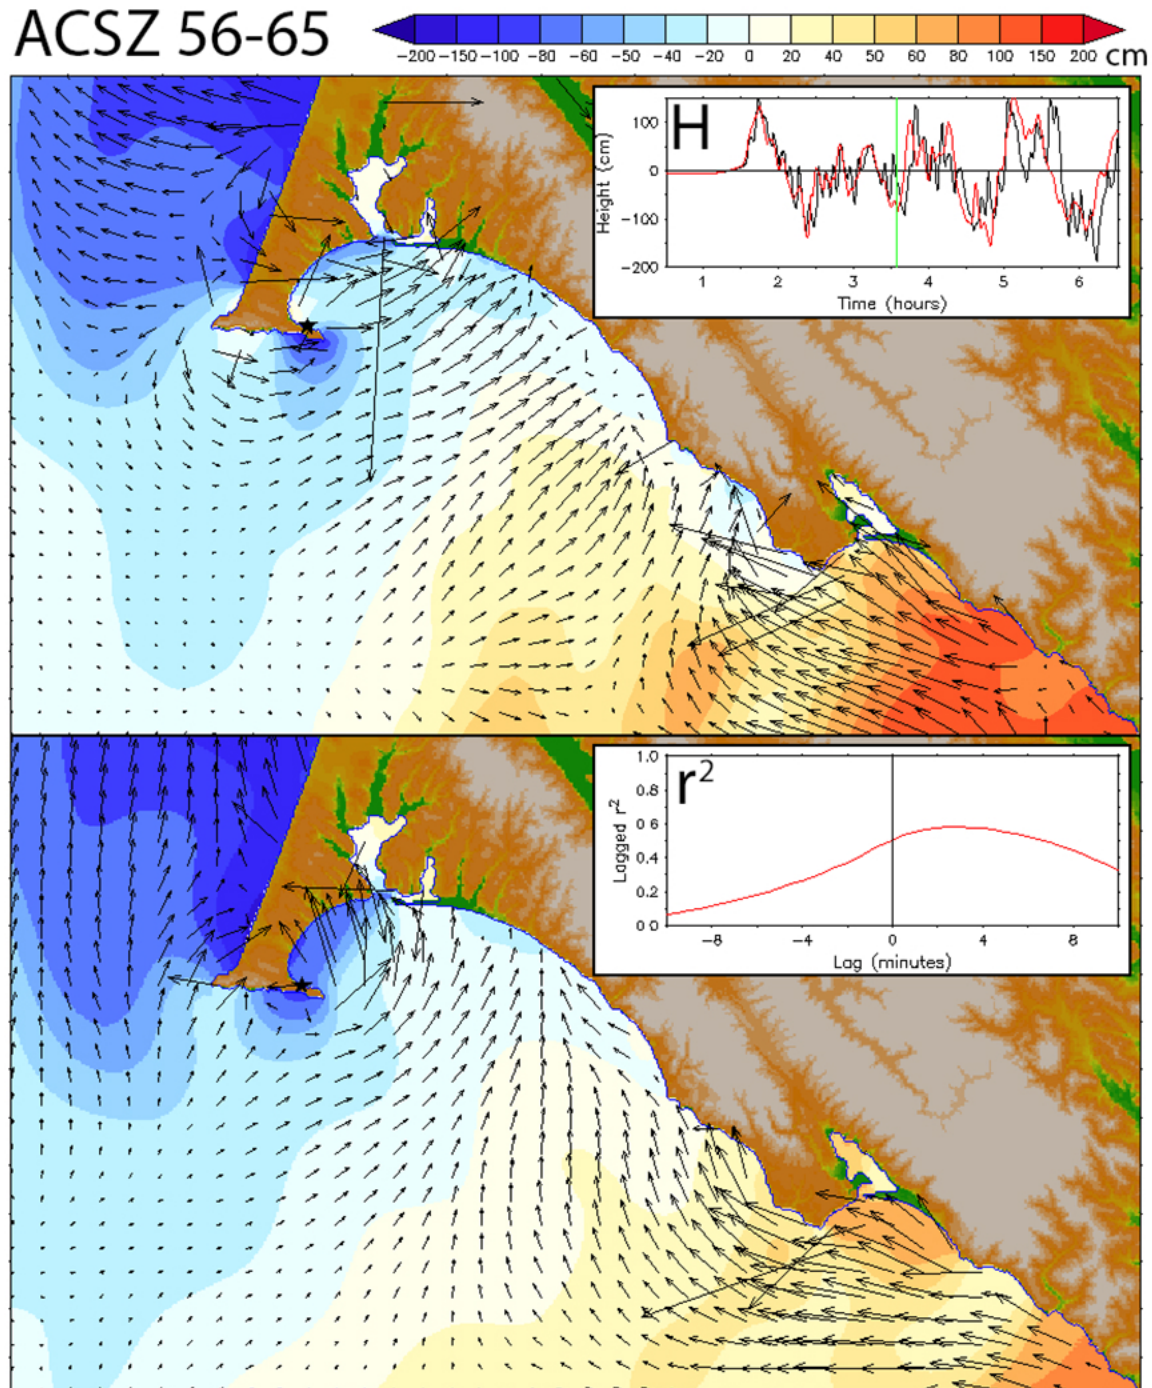 ACSZ 56-65
−200 −150 −100 −80 −60 −50 −40 −20 0 20 40 50 60 80 100 150 200 cm
H
Height (cm)
100
0
−100
−200
1 2 3 4 5 6
Time (hours)
r²
Lagged r²
1.0
0.8
0 6
0.4
0.2
0 0
−8 −4 0 4 8
Lag (minutes)